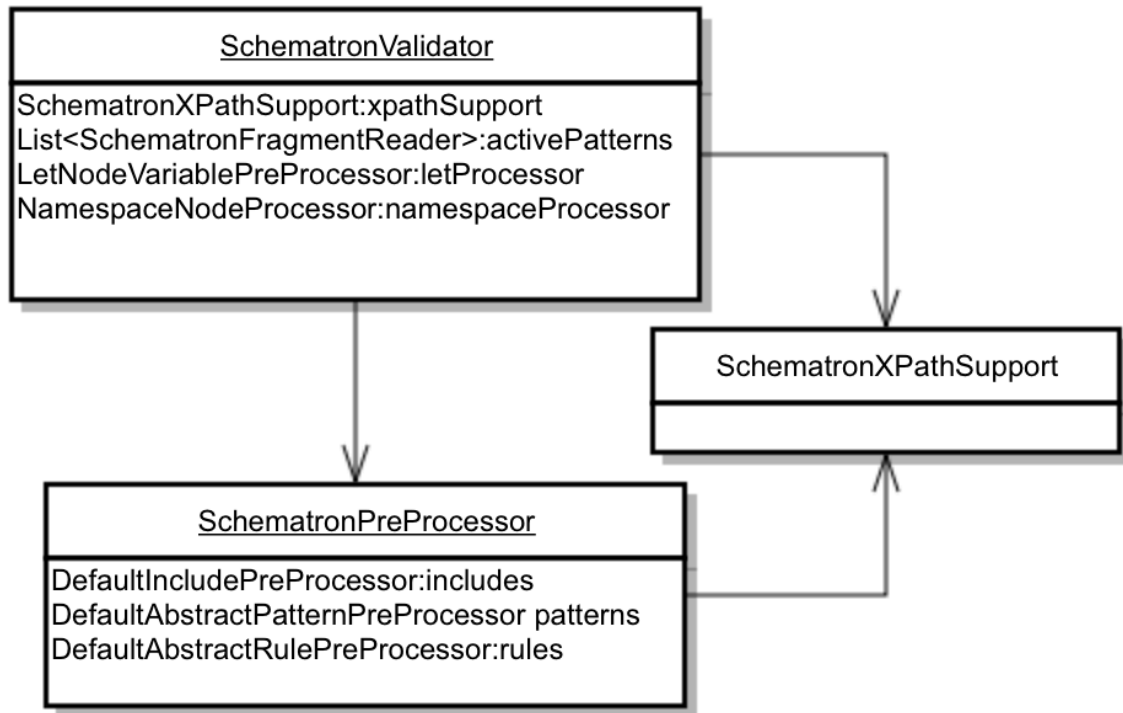 SchematronValidator
SchematronXPathSupport:xpathSupport
List<SchematronFragmentReader>:activePatterns
LetNodeVariablePreProcessor:letProcessor
NamespaceNodeProcessor:namespaceProcessor
SchematronXPathSupport
SchematronPreProcessor
DefaultIncludePreProcessor:includes
DefaultAbstractPatternPreProcessor patterns
DefaultAbstractRulePreProcessor:rules